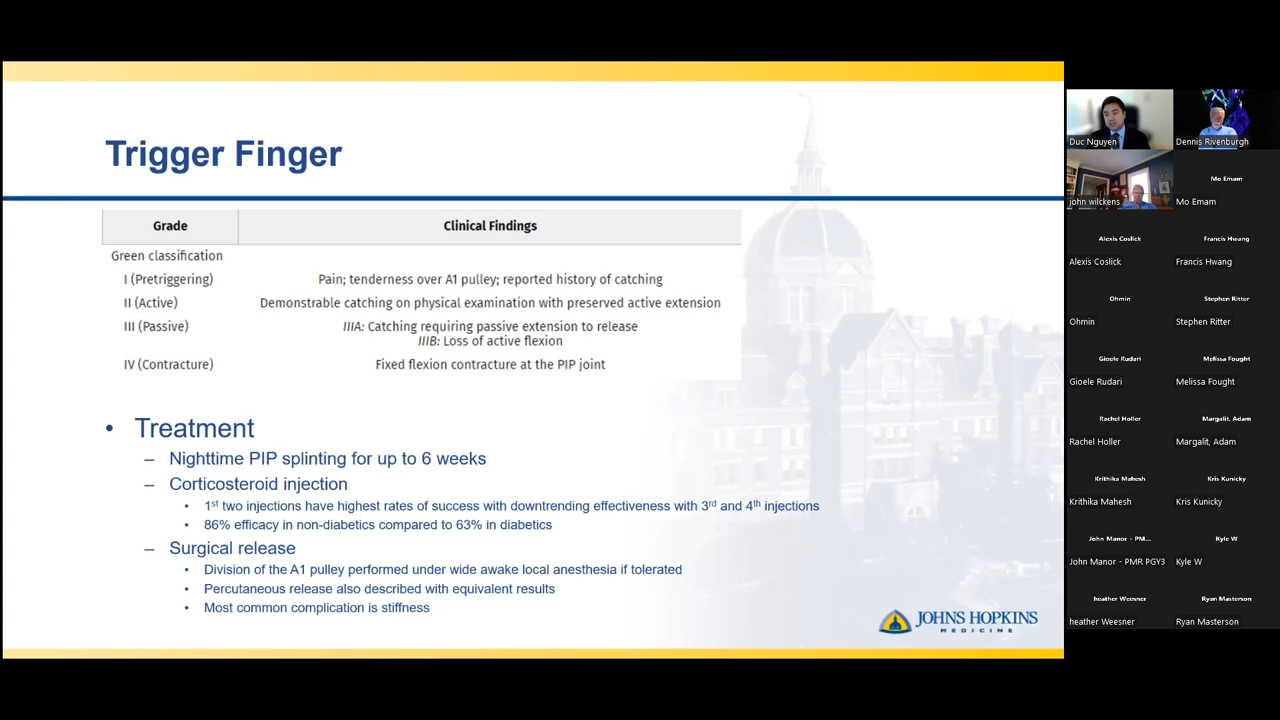 Trigger Finger
Grade Clinical Findings
Green classification
I (Pretriggering) Pain; tenderness over A1 pulley; reported history of catching
II (Active) Demonstrable catching on physical examination with preserved active extension
III (Passive) IIIA: Catching requiring passive extension to release
IIIB: Loss of active flexion
IV (Contracture) Fixed flexion contracture at the PIP joint
• Treatment
– Nighttime PIP splinting for up to 6 weeks
– Corticosteroid injection
• 1st two injections have highest rates of success with downtrending effectiveness with 3rd and 4th injections
• 86% efficacy in non-diabetics compared to 63% in diabetics
– Surgical release
• Division of the A1 pulley performed under wide awake local anesthesia if tolerated
• Percutaneous release also described with equivalent results
• Most common complication is stiffness
JOHNS HOPKINS
MEDICINE
Duc Nguyen
Dennis Rivenburgh
john wilckens
Mo Emam
Mo Emam
Alexis Coslick
Alexis Coslick
Francis Hwang
Francis Hwang
Ohmin
Ohmin
Stephen Ritter
Stephen Ritter
Gioele Rudari
Gioele Rudari
Melissa Fought
Melissa Fought
Rachel Holler
Rachel Holler
Margalit, Adam
Margalit, Adam
Krithika Mahesh
Krithika Mahesh
Kris Kunicky
Kris Kunicky
John Manor - PM...
John Manor - PMR PGY3
Kyle W
Kyle W
heather Weesner
heather Weesner
Ryan Masterson
Ryan Masterson